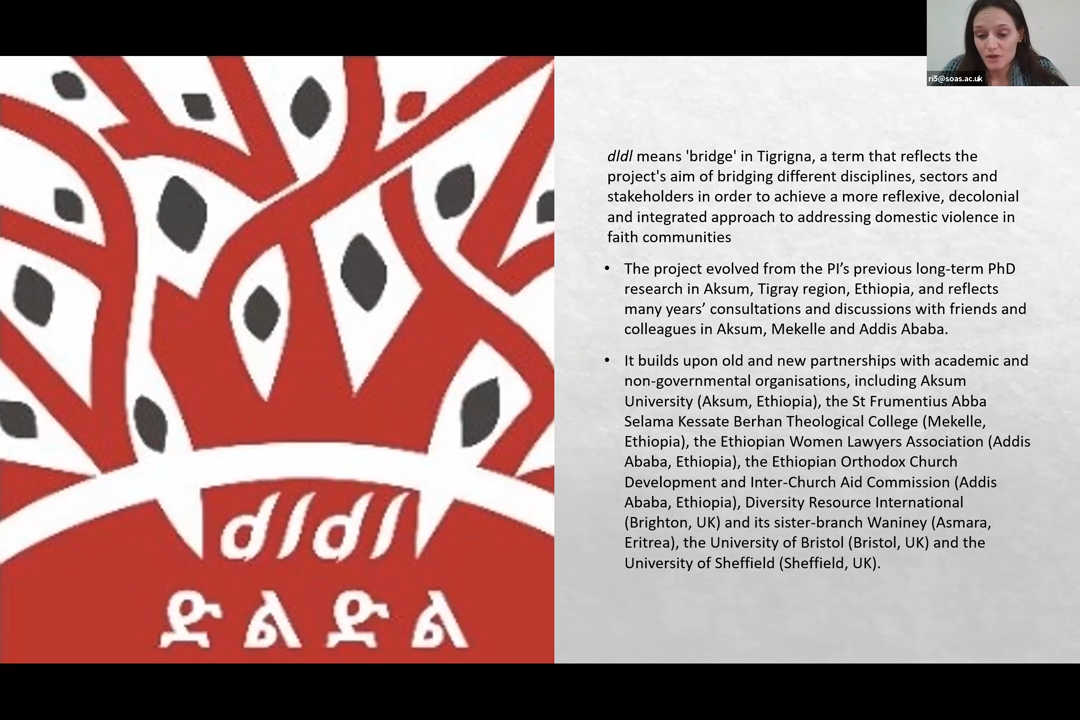 ri5@soas.ac.uk
dldl
ድልድል
dldl means 'bridge' in Tigrigna, a term that reflects the
project's aim of bridging different disciplines, sectors and
stakeholders in order to achieve a more reflexive, decolonial
and integrated approach to addressing domestic violence in
faith communities
• The project evolved from the PI’s previous long-term PhD
research in Aksum, Tigray region, Ethiopia, and reflects
many years’ consultations and discussions with friends and
colleagues in Aksum, Mekelle and Addis Ababa.
• It builds upon old and new partnerships with academic and
non-governmental organisations, including Aksum
University (Aksum, Ethiopia), the St Frumentius Abba
Selama Kessate Berhan Theological College (Mekelle,
Ethiopia), the Ethiopian Women Lawyers Association (Addis
Ababa, Ethiopia), the Ethiopian Orthodox Church
Development and Inter-Church Aid Commission (Addis
Ababa, Ethiopia), Diversity Resource International
(Brighton, UK) and its sister-branch Waniney (Asmara,
Eritrea), the University of Bristol (Bristol, UK) and the
University of Sheffield (Sheffield, UK).